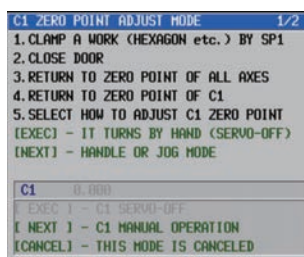 C1 ZERO POINT ADJUST MODE 1/2
1. CLAMP A WORK (HEXAGON etc.) BY SP1
2. CLOSE DOOR
3. RETURN TO ZERO POINT OF ALL AXES
4. RETURN TO ZERO POINT OF C1
5. SELECT HOW TO ADJUST C1 ZERO POINT
[EXEC] - IT TURNS BY HAND (SERVO-OFF)
[NEXT] - HANDLE OR JOG MODE
C1 0.000
[ EXEC ] - C1 SERVO-OFF
[ NEXT ] - C1 MANUAL OPERATION
[CANCEL] - THIS MODE IS CANCELED